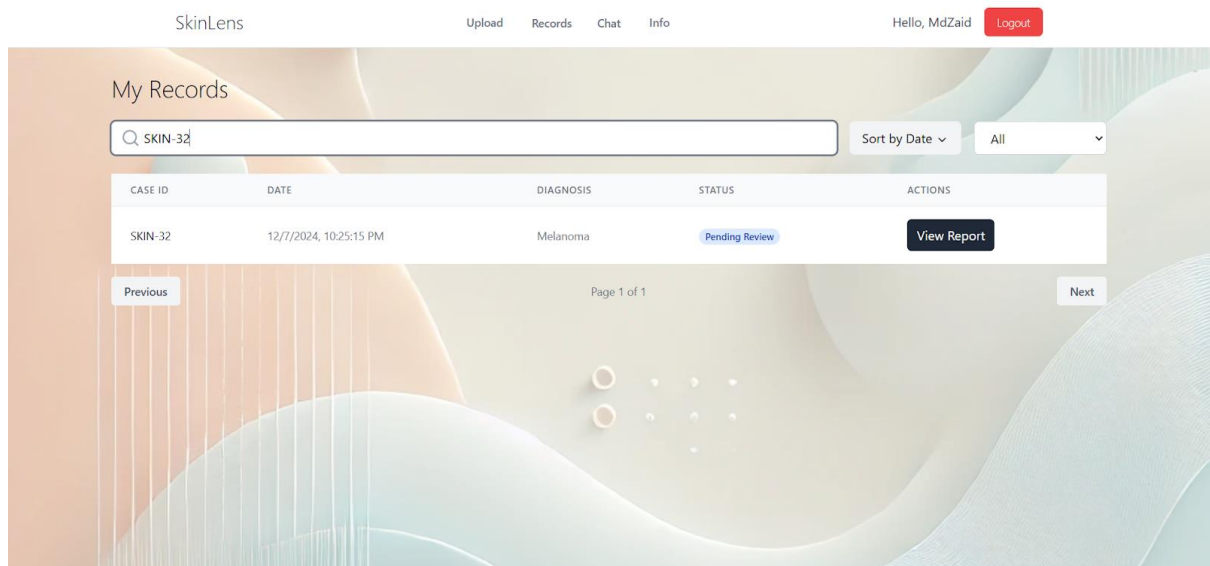 SkinLens Upload Records Chat Info Hello, MdZaid Logout
My Records
SKIN-32 Sort by Date All
CASE ID DATE DIAGNOSIS STATUS ACTIONS
SKIN-32 12/7/2024, 10:25:15 PM Melanoma Pending Review View Report
Previous Page 1 of 1 Next